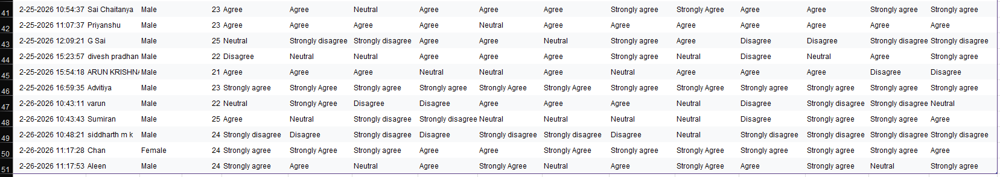 41 2-25-2026 10:54:37 Sai Chaitanya Male 23 Agree Agree Neutral Agree Agree Agree Strongly agree Strongly Agree Agree Agree Strongly agree Strongly agree
42 2-25-2026 11:07:37 Priyanshu Male 23 Agree Agree Agree Agree Neutral Agree Agree Agree Agree Agree Agree Agree
43 2-25-2026 12:09:21 G Sai Male 25 Neutral Strongly disagree Strongly disagree Agree Agree Neutral Strongly agree Agree Disagree Disagree Strongly disagree Strongly disagree
44 2-25-2026 15:23:57 divesh pradhan Male 22 Disagree Neutral Neutral Agree Agree Agree Strongly agree Neutral Disagree Neutral Agree Strongly agree
45 2-25-2026 15:54:18 ARUN KRISHNA Male 21 Agree Agree Agree Neutral Neutral Agree Neutral Agree Agree Agree Disagree Disagree
46 2-25-2026 16:59:35 Advitiya Male 23 Strongly agree Strongly Agree Strongly agree Strongly agree Strongly Agree Strongly Agree Strongly agree Strongly Agree Strongly agree Strongly agree Strongly agree Strongly agree
47 2-26-2026 10:43:11 varun Male 22 Neutral Strongly Agree Disagree Disagree Agree Agree Agree Neutral Disagree Strongly disagree Strongly disagree Neutral
48 2-26-2026 10:43:43 Sumiran Male 25 Agree Neutral Strongly disagree Strongly disagree Neutral Neutral Neutral Neutral Disagree Strongly agree Strongly agree Agree
49 2-26-2026 10:48:21 siddharth m k Male 24 Strongly disagree Disagree Strongly disagree Disagree Strongly disagree Strongly disagree Disagree Neutral Strongly disagree Strongly disagree Strongly disagree Strongly disagree
50 2-26-2026 11:17:28 Chan Female 24 Strongly agree Strongly Agree Strongly agree Agree Agree Strongly Agree Strongly agree Strongly Agree Strongly agree Strongly agree Strongly agree Agree
51 2-26-2026 11:17:53 Aleen Male 24 Strongly agree Agree Neutral Agree Strongly Agree Neutral Agree Strongly Agree Agree Strongly agree Neutral Strongly agree